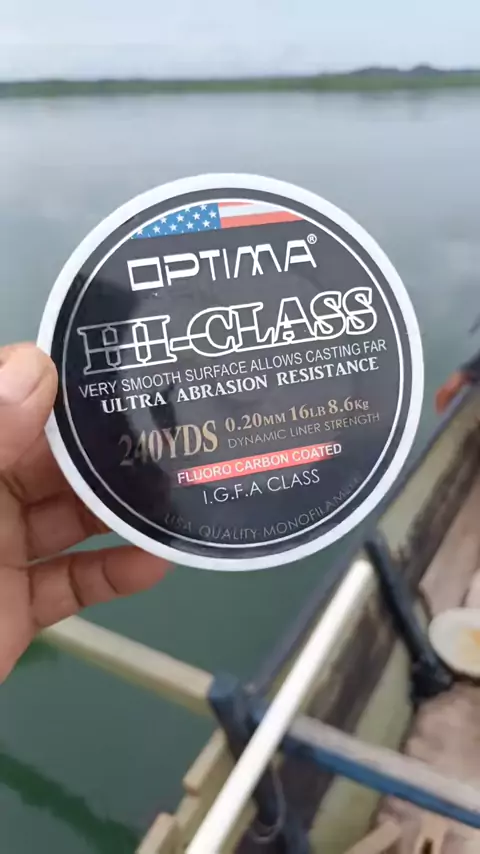 OPTIMA®
HI-CLASS
VERY SMOOTH SURFACE ALLOWS CASTING FAR
ULTRA ABRASION RESISTANCE
240YDS 0.20MM 16LB 8.6Kg
DYNAMIC LINER STRENGTH
FLUORO CARBON COATED
I.G.F.A CLASS
USA QUALITY MONOFILAM